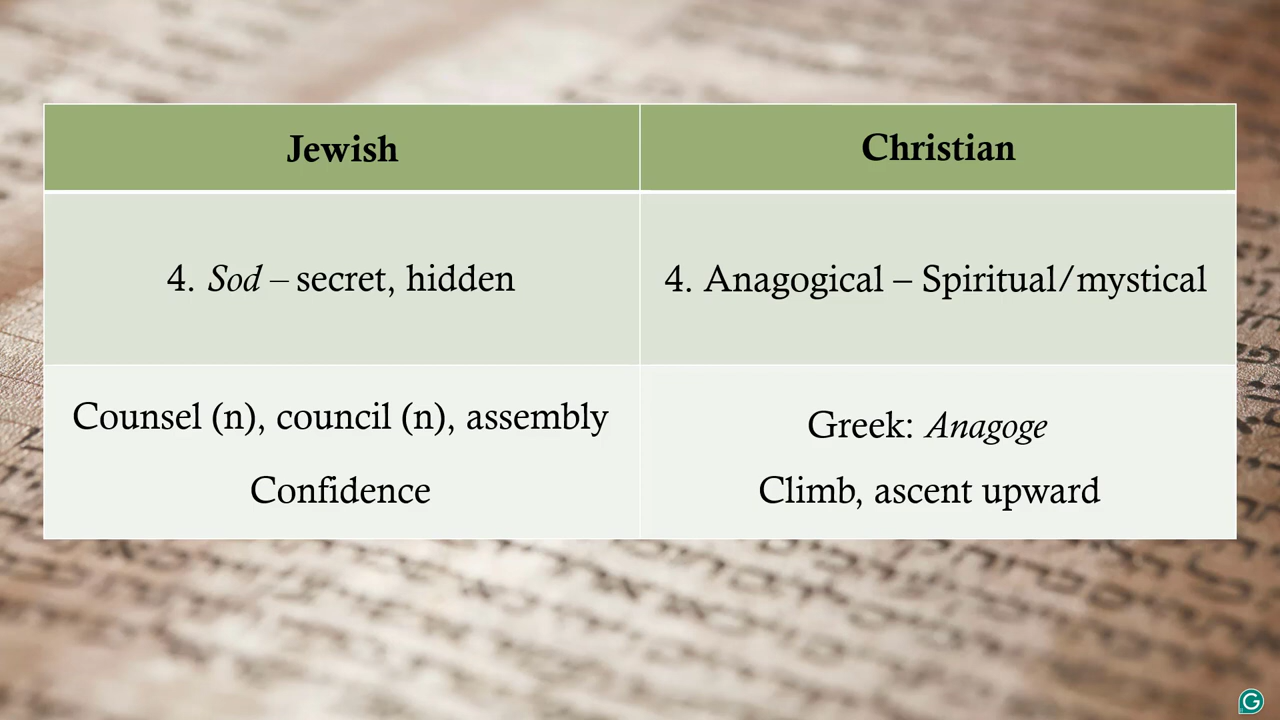 Jewish
Christian
4. Sod – secret, hidden
4. Anagogical – Spiritual/mystical
Counsel (n), council (n), assembly
Confidence
Greek: Anagoge
Climb, ascent upward